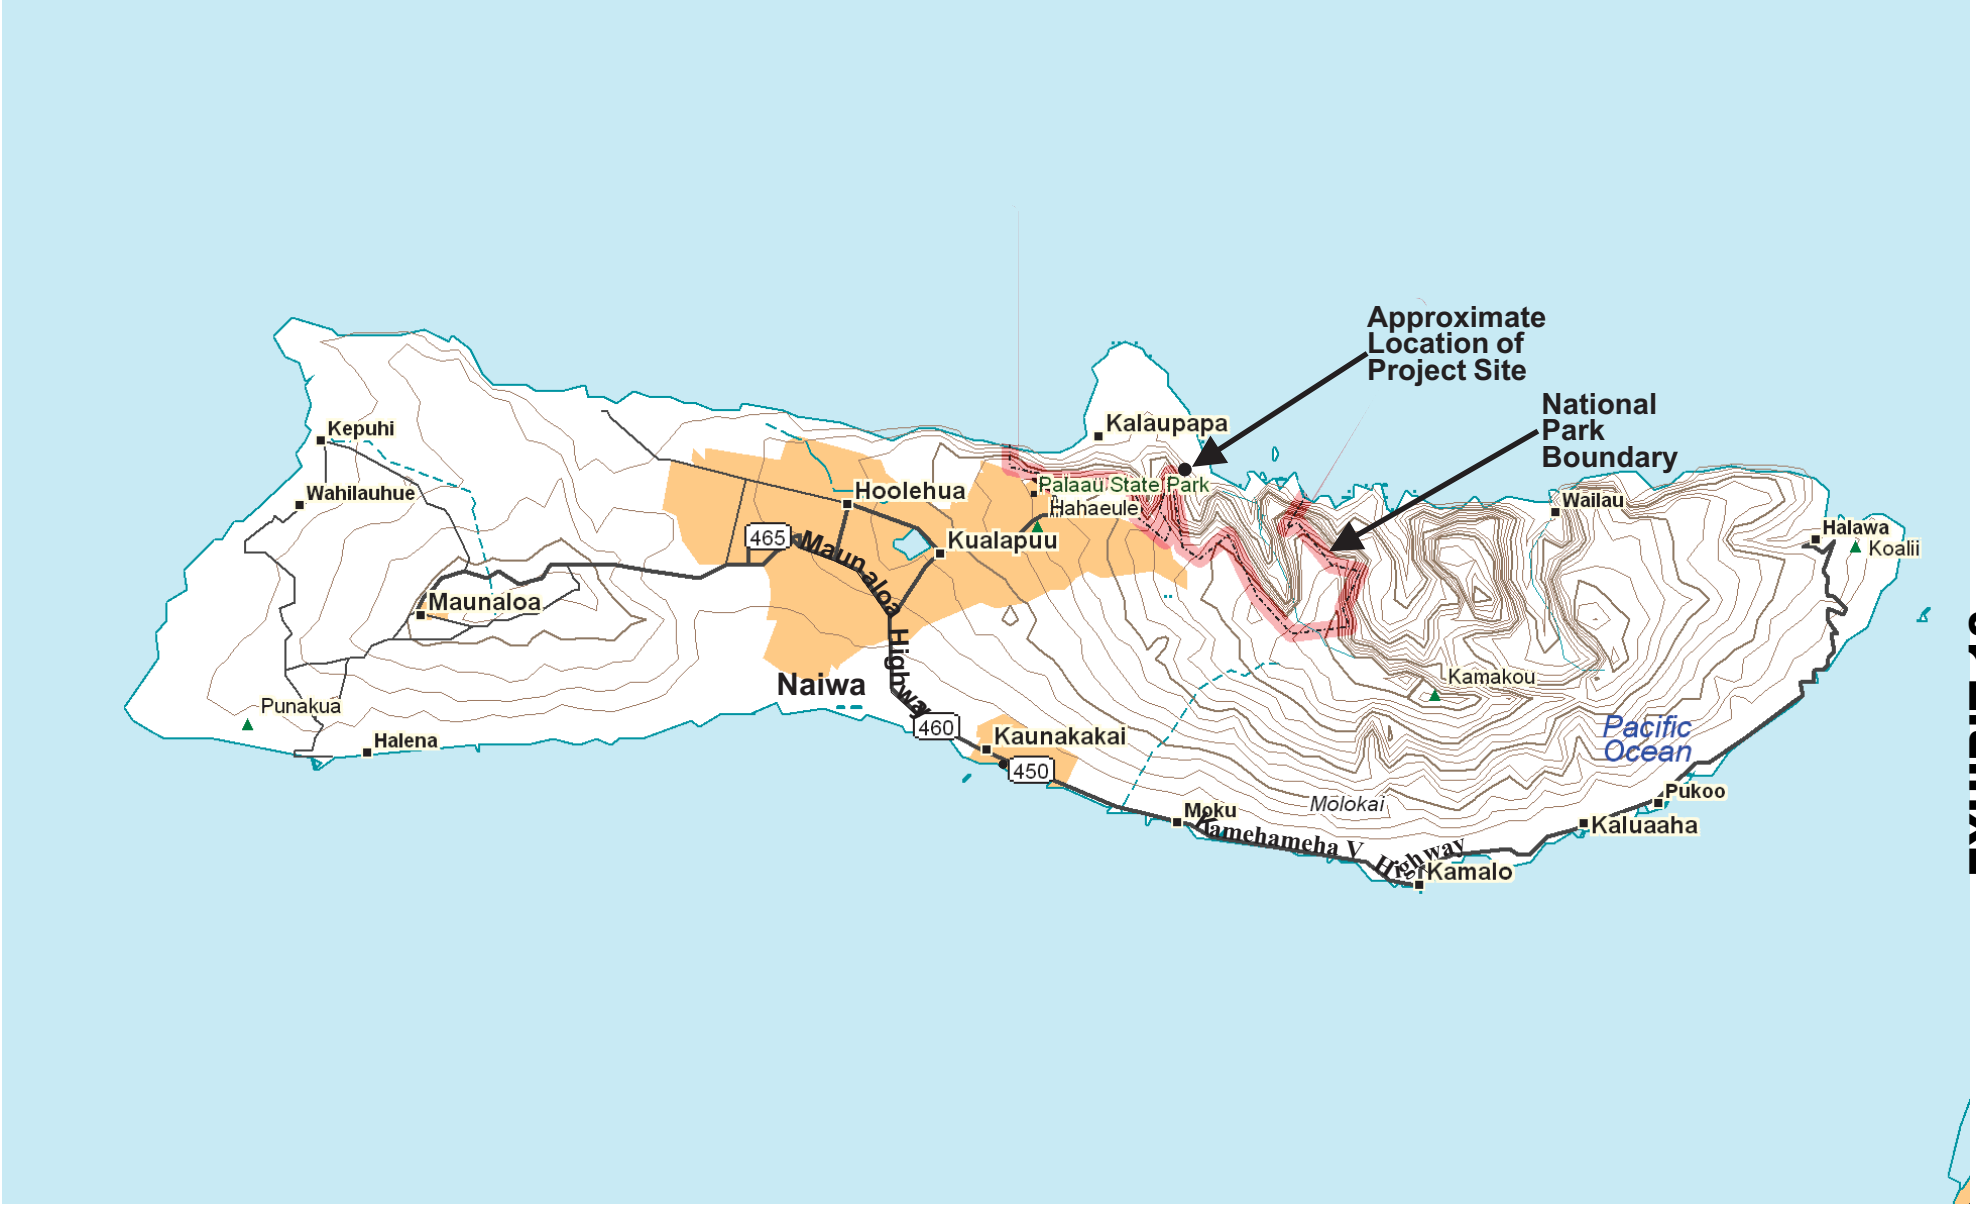 Approximate
Location of
Project Site
National
Park
Boundary
Kalaupapa
Kepuhi
Wahilauhue
Hoolehua
Palaau State Park
Hahaeule
Wailau
Halawa
Koalii
465
Maunaloa Highway
Kualapuu
Maunaloa
Naiwa
Kamakou
Punakua
Halena
460
Kaunakakai
450
Pacific
Ocean
Molokai
Moku
Pukoo
Kaluaaha
Kamehameha V Highway
Kamalo